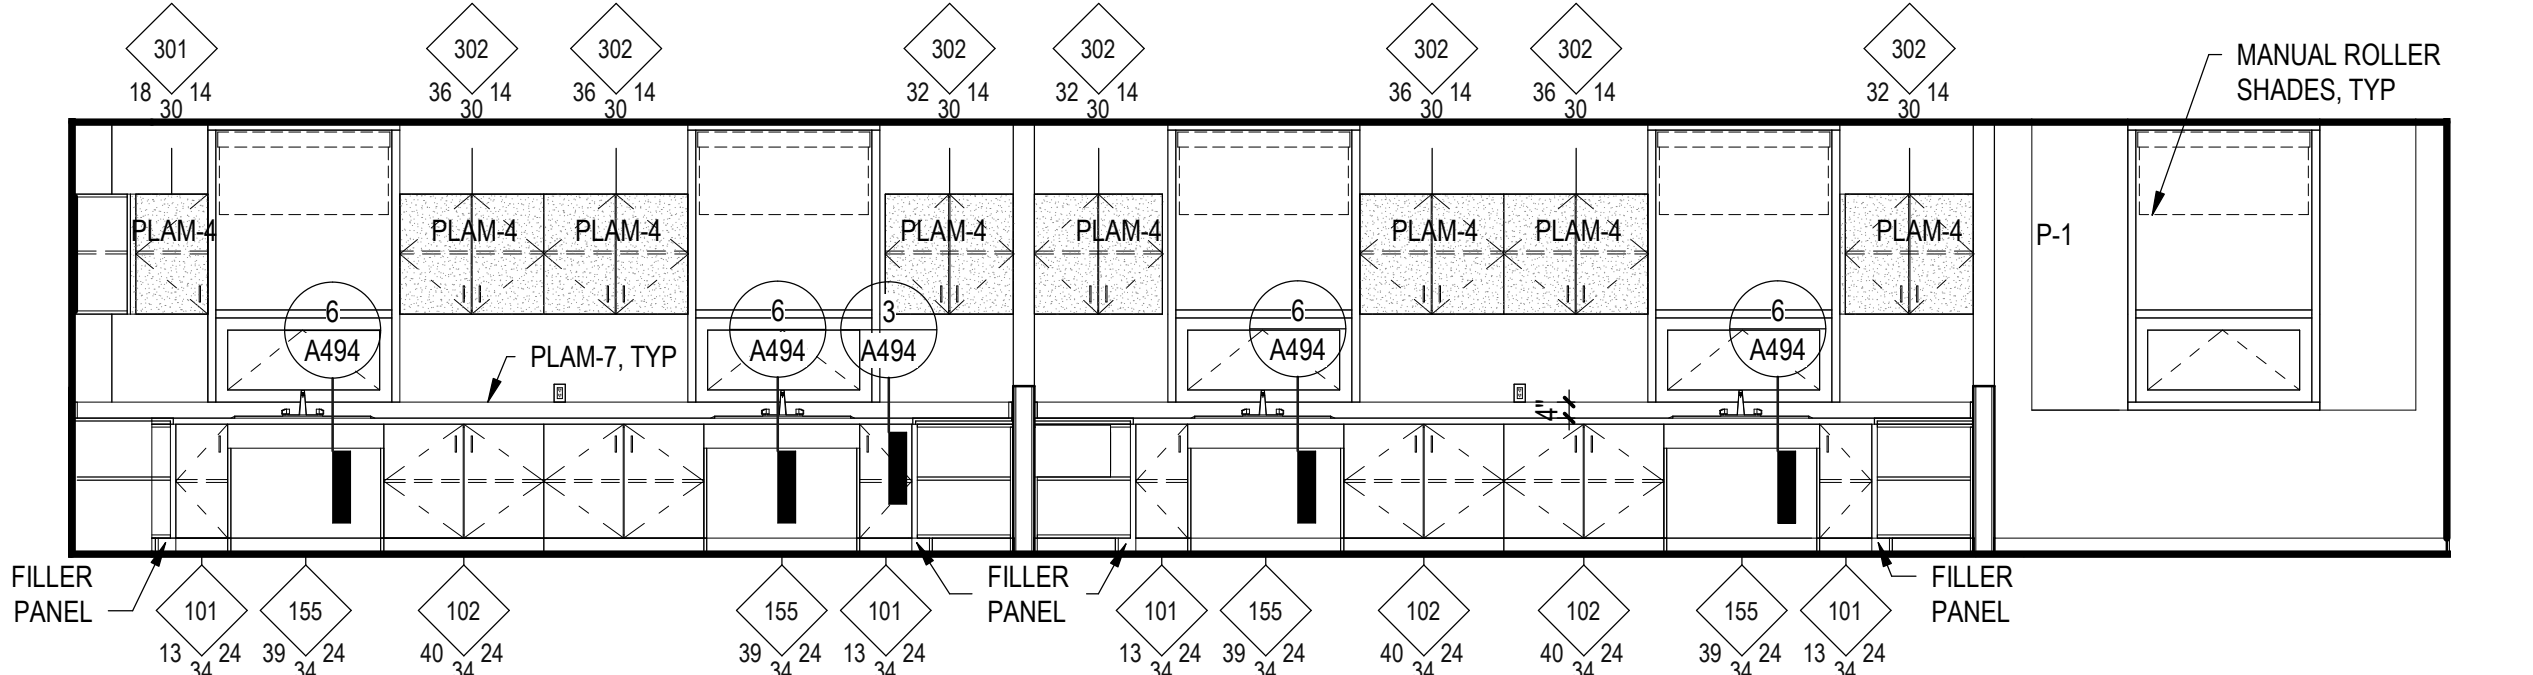 301 302 302 302 302 302 302 302
18 14 36 14 36 14 32 14 32 14 36 14 36 14 32 14
30 30 30 30 30 30 30 30
MANUAL ROLLER
SHADES, TYP
PLAM-4 PLAM-4 PLAM-4 PLAM-4 PLAM-4 PLAM-4 PLAM-4 PLAM-4
P-1
6 6 3 6 6
A494 A494 A494 A494 A494
PLAM-7, TYP
4"
FILLER
PANEL
FILLER
PANEL
FILLER
PANEL
101 155 102 155 101 101 155 102 102 155 101
13 24 39 24 40 24 39 24 13 24 13 24 39 24 40 24 40 24 39 24 13 24
34 34 34 34 34 34 34 34 34 34 34